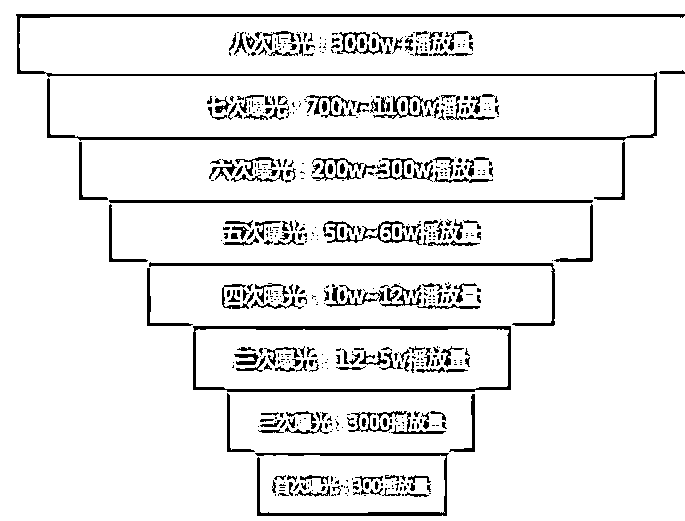 八次曝光：3000w+播放量
七次曝光：700w~1100w播放量
六次曝光：200w~300w播放量
五次曝光：50w~60w播放量
四次曝光：10w~12w播放量
三次曝光：1.2~5w播放量
二次曝光：3000播放量
首次曝光：300播放量